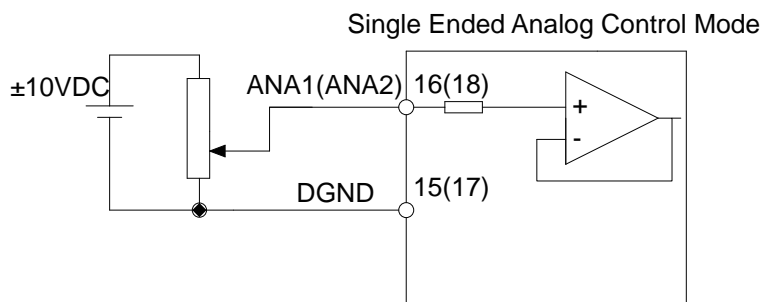 Single Ended Analog Control Mode
±10VDC
ANA1(ANA2)
16(18)
+
-
DGND
15(17)